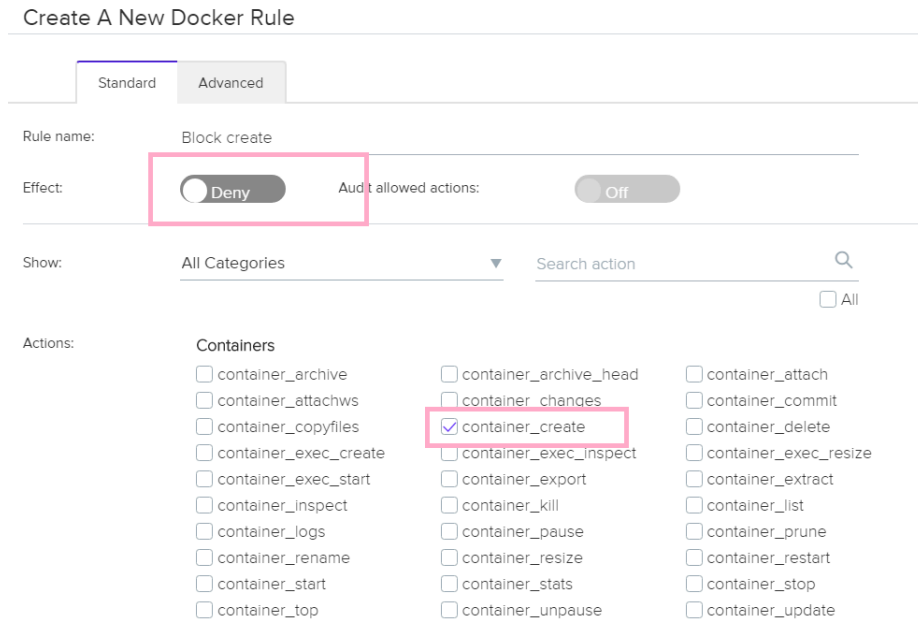 Create A New Docker Rule
Standard Advanced
Rule name: Block create
Effect: Deny Audit allowed actions: Off
Show: All Categories Search action
All
Actions: Containers
container_archive container_archive_head container_attach
container_attachws container_changes container_commit
container_copyfiles container_create container_delete
container_exec_create container_exec_inspect container_exec_resize
container_exec_start container_export container_extract
container_inspect container_kill container_list
container_logs container_pause container_prune
container_rename container_resize container_restart
container_start container_stats container_stop
container_top container_unpause container_update